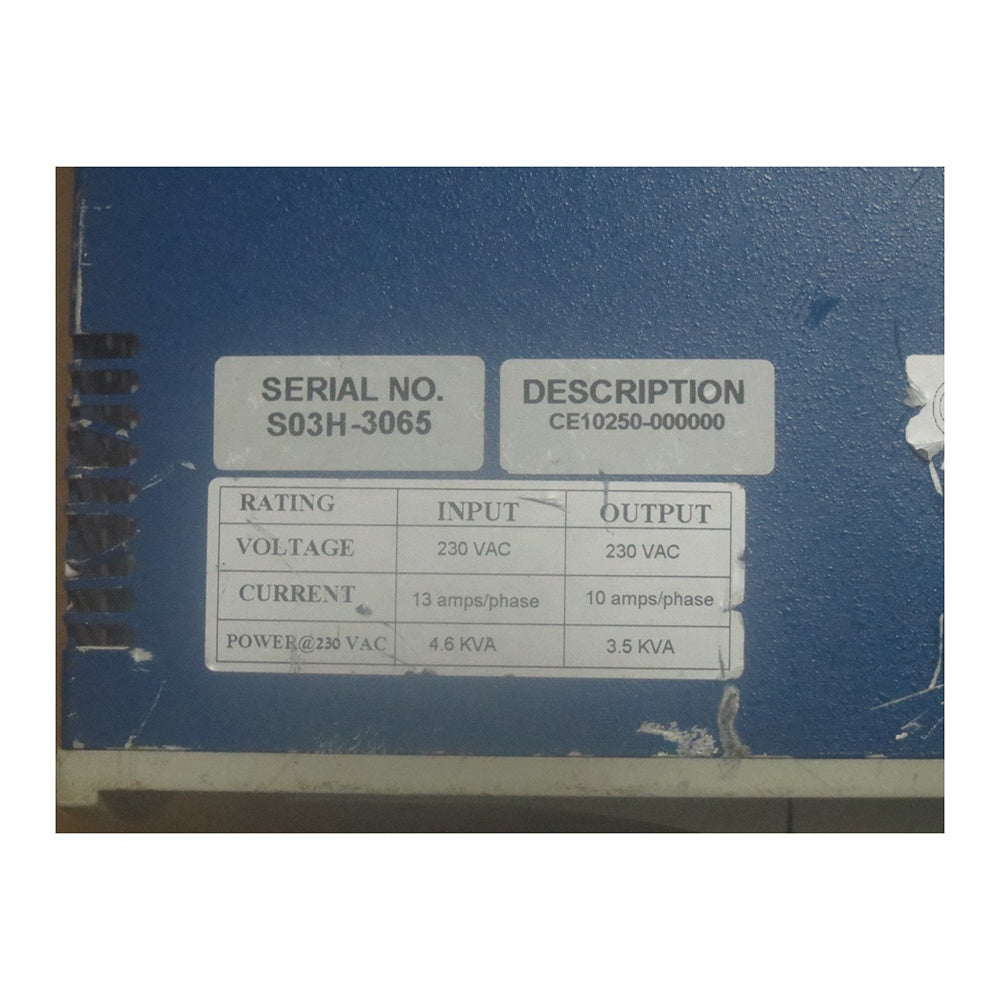 SERIAL NO.
S03H-3065
DESCRIPTION
CE10250-000000
RATING INPUT OUTPUT
VOLTAGE 230 VAC 230 VAC
CURRENT 13 amps/phase 10 amps/phase
POWER@230 VAC 4.6 KVA 3.5 KVA